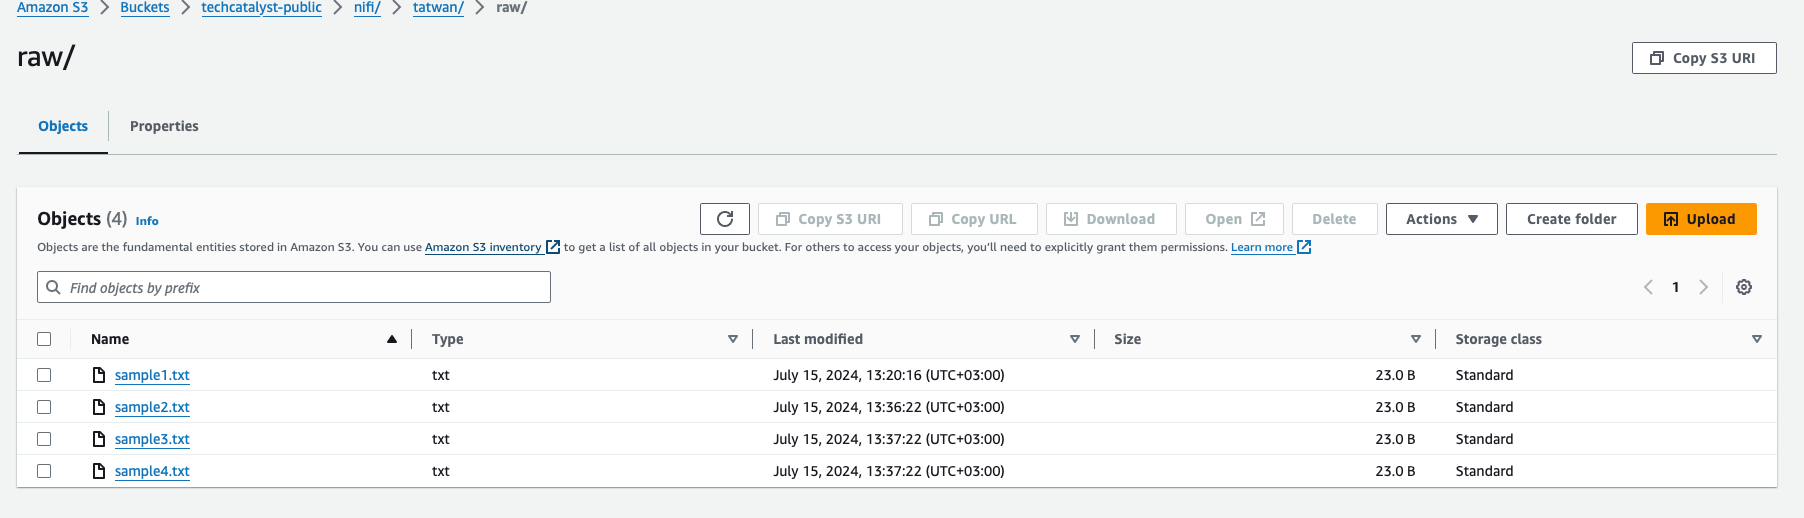 Amazon S3 > Buckets > techcatalyst-public > nifi/ > tatwan/ > raw/
raw/
Copy S3 URI
Objects
Properties
Objects (4) Info
Copy S3 URI
Copy URL
Download
Open
Delete
Actions
Create folder
Upload
Objects are the fundamental entities stored in Amazon S3. You can use Amazon S3 inventory to get a list of all objects in your bucket. For others to access your objects, you'll need to explicitly grant them permissions. Learn more
Find objects by prefix
1
Name Type Last modified Size Storage class
sample1.txt txt July 15, 2024, 13:20:16 (UTC+03:00) 23.0 B Standard
sample2.txt txt July 15, 2024, 13:36:22 (UTC+03:00) 23.0 B Standard
sample3.txt txt July 15, 2024, 13:37:22 (UTC+03:00) 23.0 B Standard
sample4.txt txt July 15, 2024, 13:37:22 (UTC+03:00) 23.0 B Standard